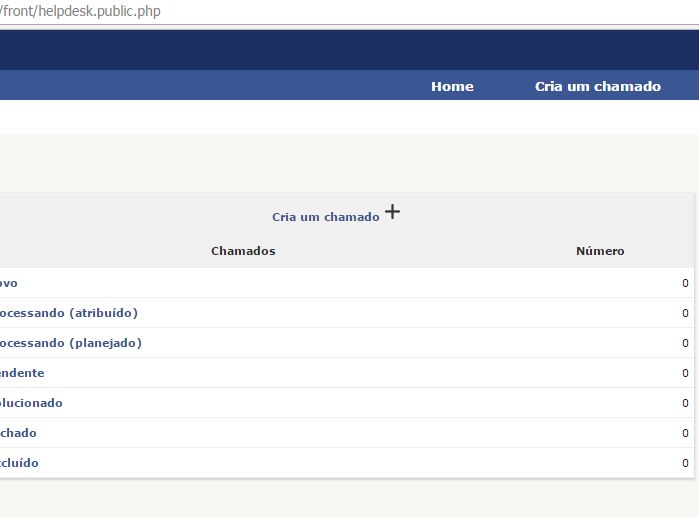 /front/helpdesk.public.php
Home Cria um chamado
Cria um chamado +
Chamados Número
ovo 0
ocessando (atribuído) 0
ocessando (planejado) 0
endente 0
olucionado 0
chado 0
cluído 0